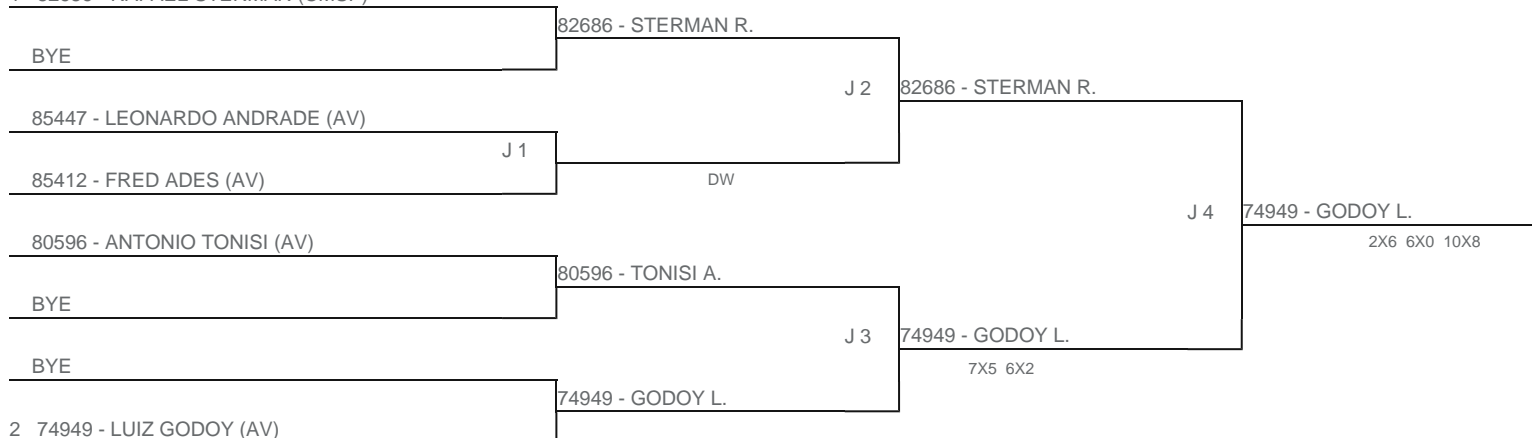 82686 - STERMAN R.
BYE
J 2
82686 - STERMAN R.
85447 - LEONARDO ANDRADE (AV)
J 1
85412 - FRED ADES (AV)
DW
J 4
74949 - GODOY L.
80596 - ANTONIO TONISI (AV)
2X6 6X0 10X8
80596 - TONISI A.
BYE
J 3
74949 - GODOY L.
BYE
7X5 6X2
74949 - GODOY L.
2 74949 - LUIZ GODOY (AV)